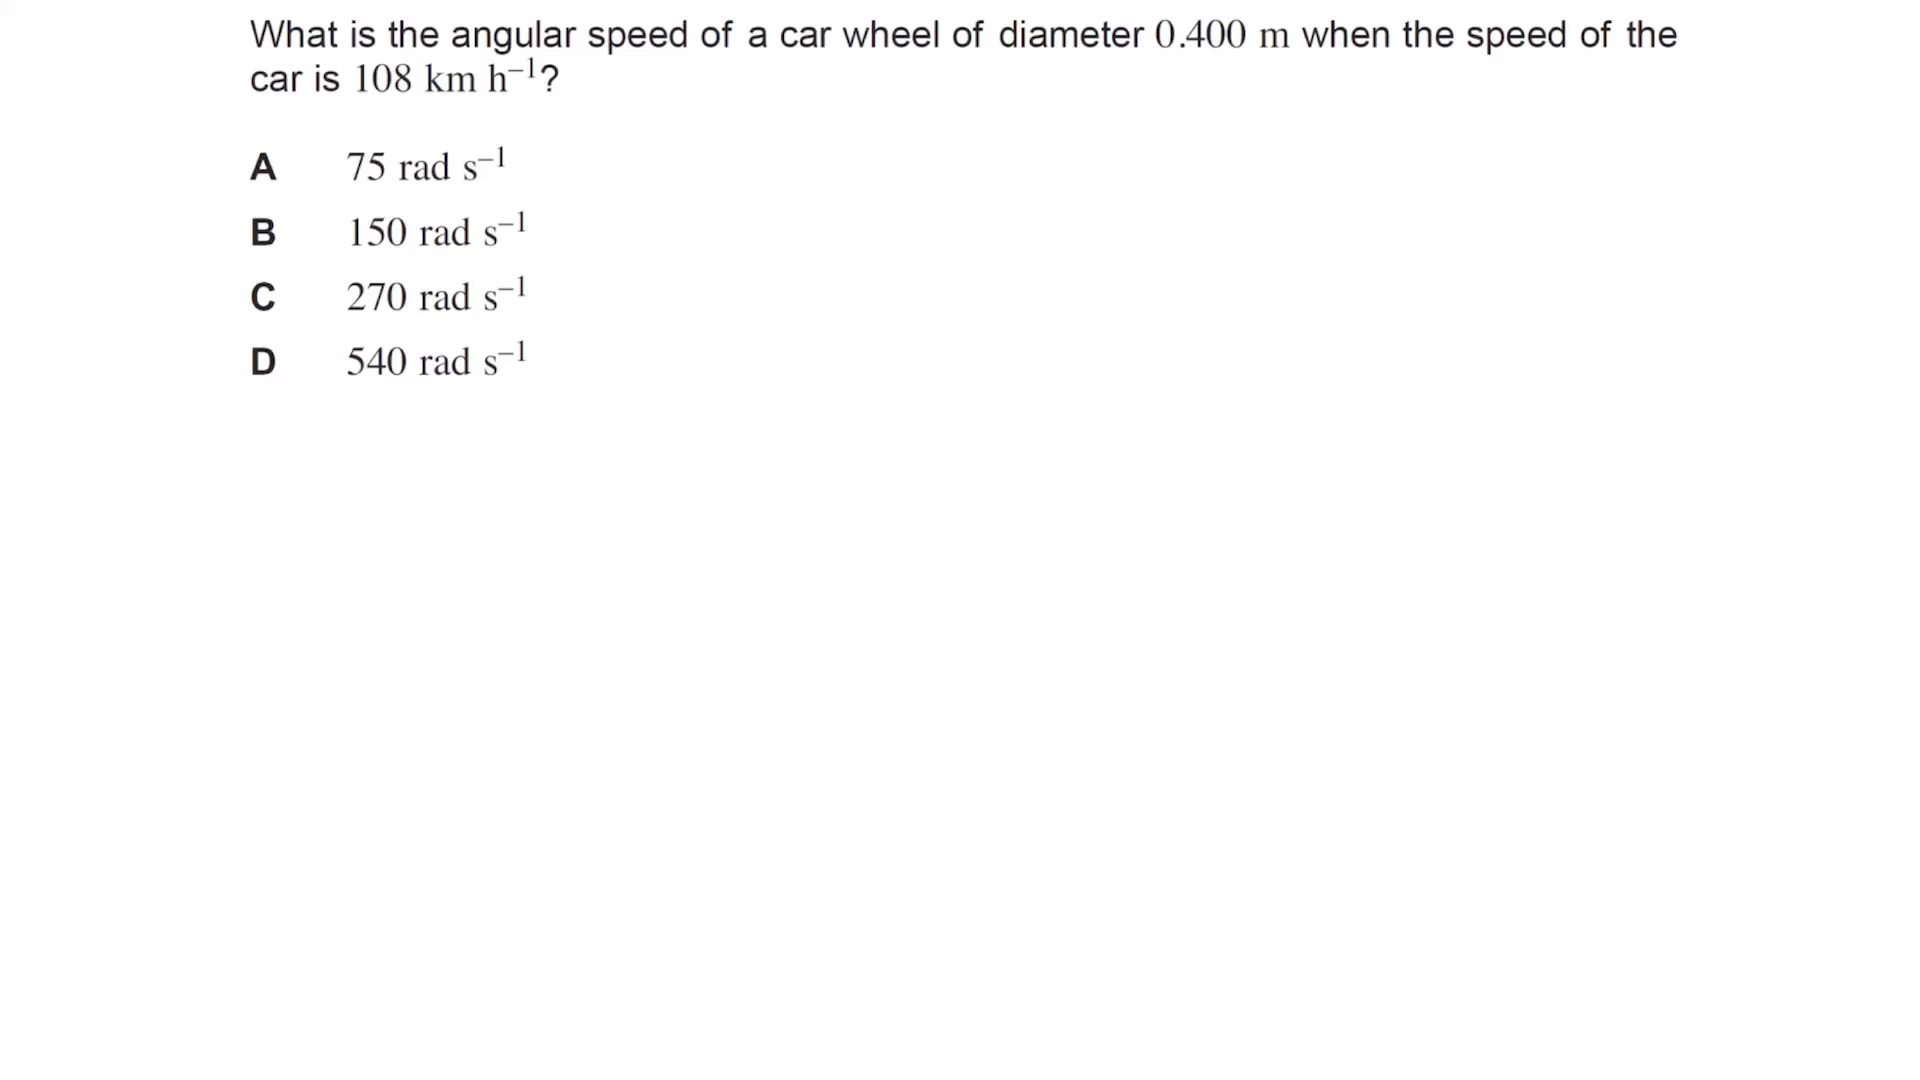 What is the angular speed of a car wheel of diameter 0.400 m when the speed of the
car is 108 km h⁻¹?
A 75 rad s⁻¹
B 150 rad s⁻¹
C 270 rad s⁻¹
D 540 rad s⁻¹